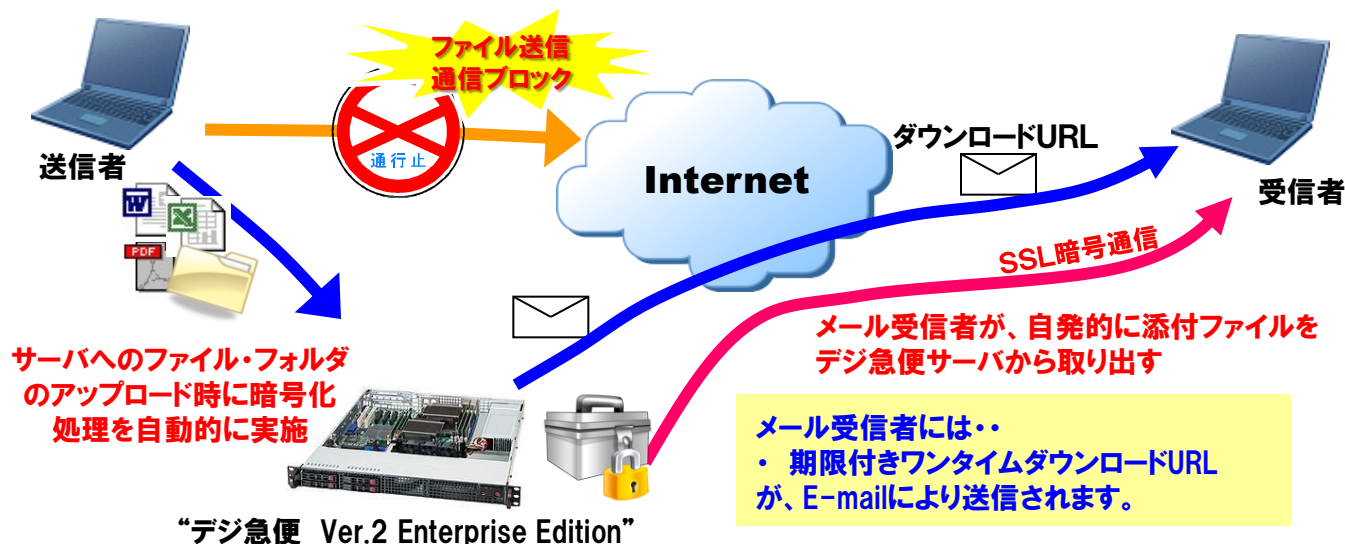 ファイル送信
通信ブロック
通行止
送信者
Internet
ダウンロードURL
受信者
W
X
PDF
SSL暗号通信
メール受信者が、自発的に添付ファイルを
デジ急便サーバから取り出す
サーバへのファイル・フォルダ
のアップロード時に暗号化
処理を自動的に実施
メール受信者には・・
・ 期限付きワンタイムダウンロードURL
が、E-mailにより送信されます。
“デジ急便 Ver.2 Enterprise Edition”